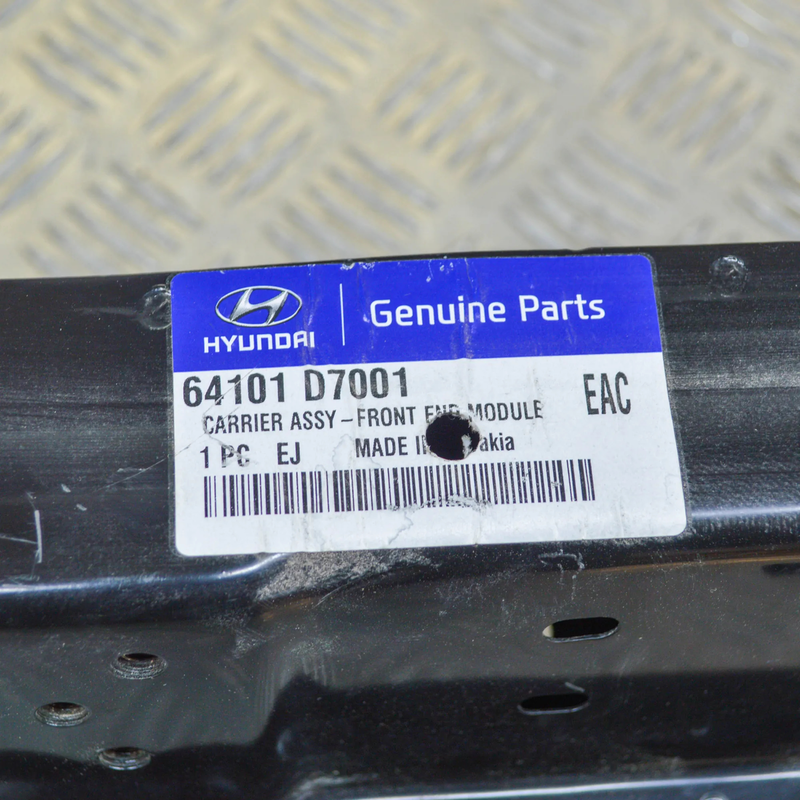 HYUNDAI
Genuine Parts
64101 D7001
EAC
CARRIER ASSY-FRONT END MODULE
1 PC EJ MADE